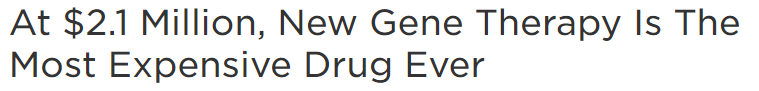 At $2.1 Million, New Gene Therapy Is The
Most Expensive Drug Ever